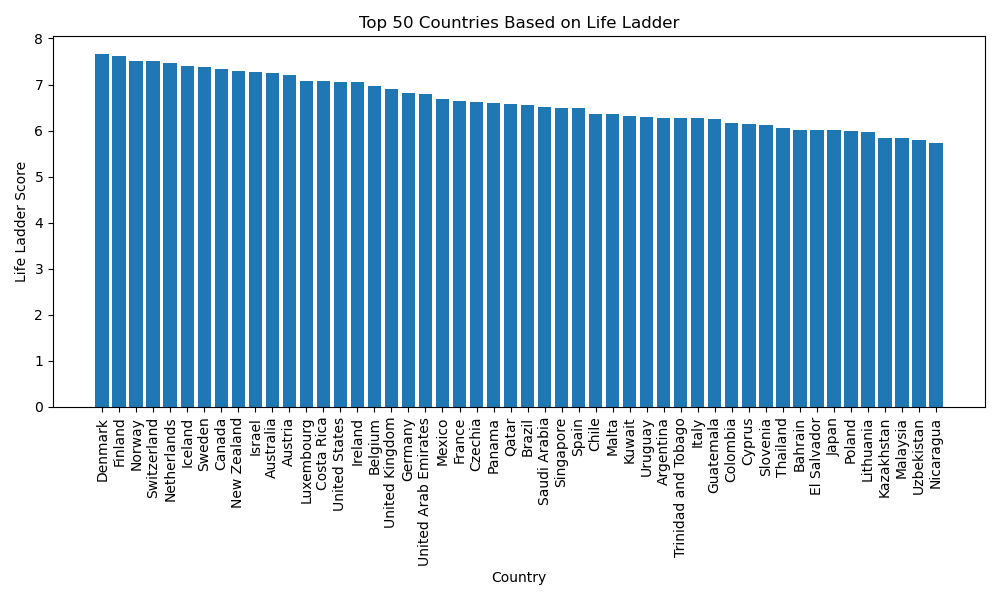 Top 50 Countries Based on Life Ladder
8
7
6
5
4
3
2
1
0
Life Ladder Score
Denmark
Finland
Norway
Switzerland
Netherlands
Iceland
Sweden
Canada
New Zealand
Israel
Australia
Austria
Luxembourg
Costa Rica
United States
Ireland
Belgium
United Kingdom
Germany
United Arab Emirates
Mexico
France
Czechia
Panama
Qatar
Brazil
Saudi Arabia
Singapore
Spain
Chile
Malta
Kuwait
Uruguay
Argentina
Trinidad and Tobago
Italy
Guatemala
Colombia
Cyprus
Slovenia
Thailand
Bahrain
El Salvador
Japan
Poland
Lithuania
Kazakhstan
Malaysia
Uzbekistan
Nicaragua
Country